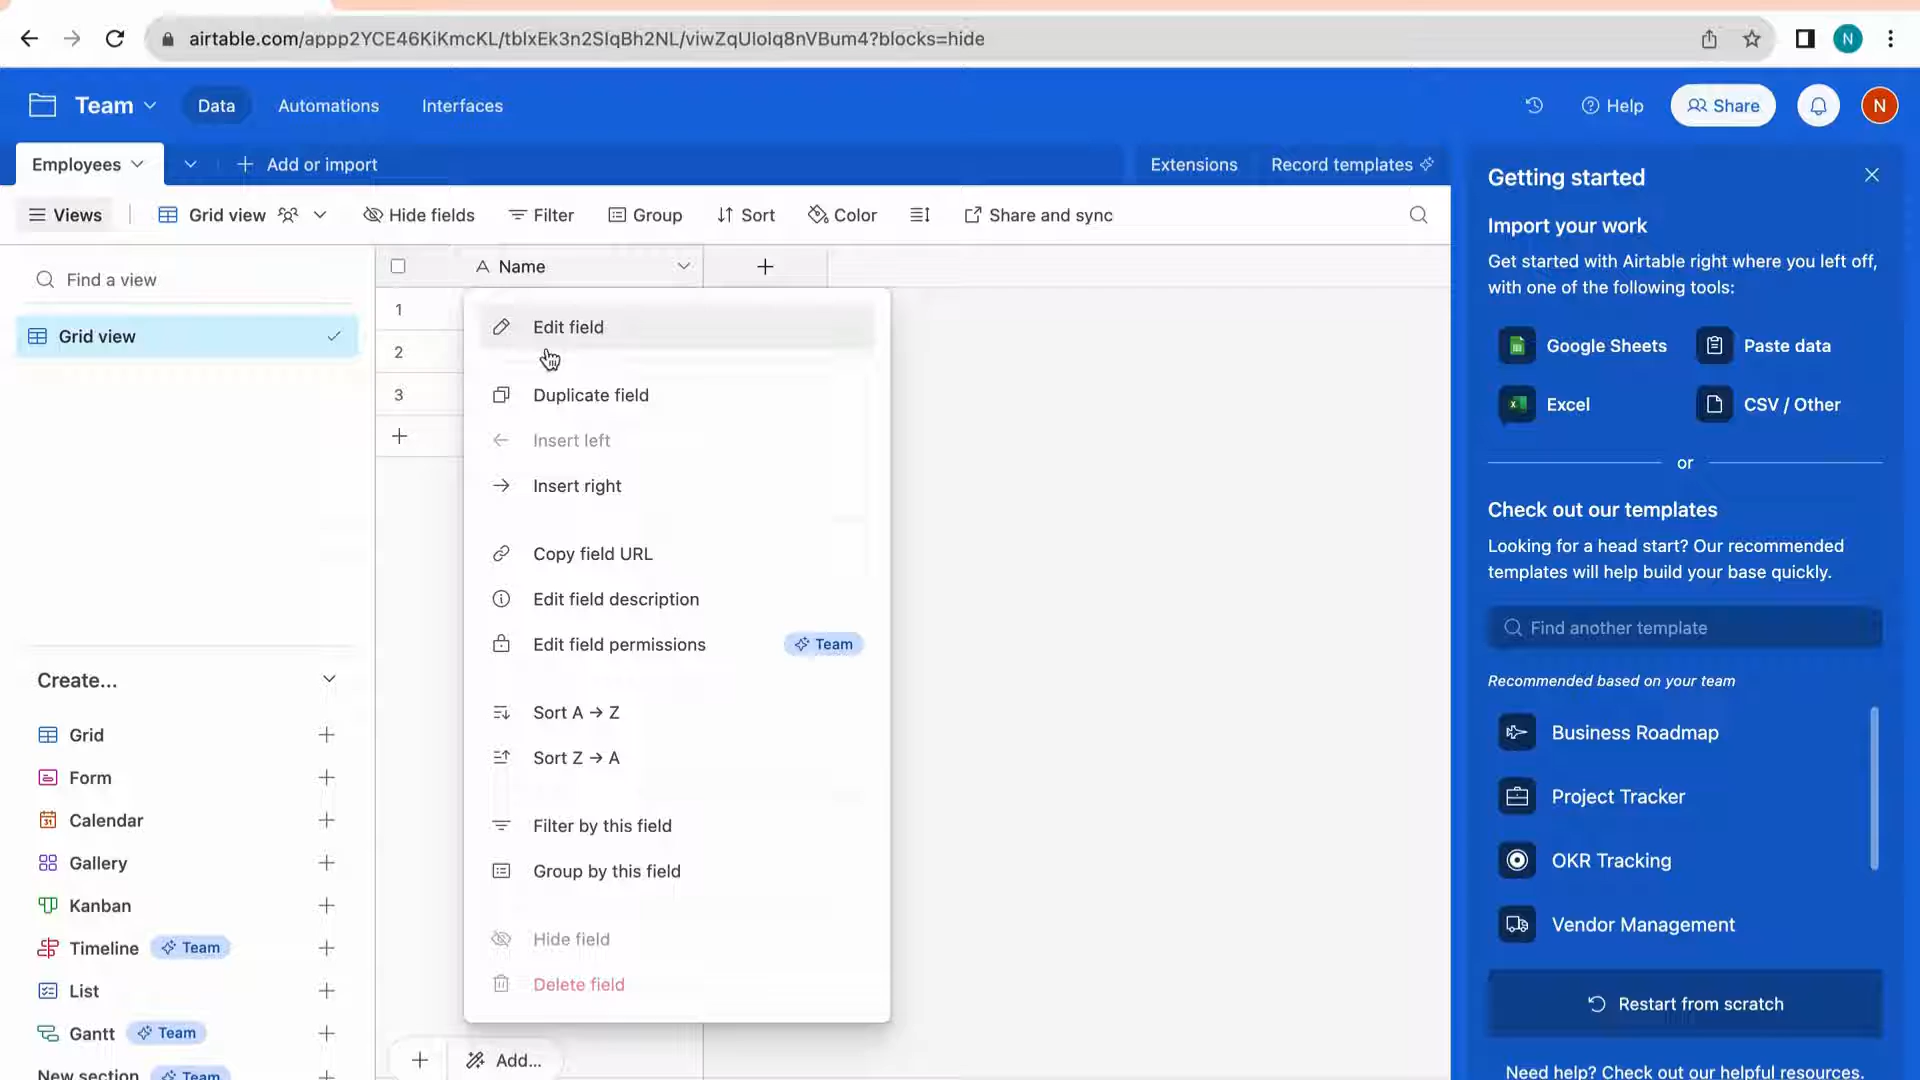 airtable.com/appp2YCE46KiKmcKL/tblxEk3n2SlqBh2NL/viwZqUlolq8nVBum4?blocks=hide
N
Team
Data
Automations
Interfaces
Help
Share
N
Employees
Add or import
Extensions
Record templates
Views
Grid view
Hide fields
Filter
Group
Sort
Color
Share and sync
Find a view
Grid view
Create...
Grid
Form
Calendar
Gallery
Kanban
Timeline Team
List
Gantt Team
New section Team
A Name
1
2
3
Edit field
Duplicate field
Insert left
Insert right
Copy field URL
Edit field description
Edit field permissions Team
Sort A → Z
Sort Z → A
Filter by this field
Group by this field
Hide field
Delete field
Add...
Getting started
Import your work
Get started with Airtable right where you left off,
with one of the following tools:
Google Sheets
Paste data
Excel
CSV / Other
or
Check out our templates
Looking for a head start? Our recommended
templates will help build your base quickly.
Find another template
Recommended based on your team
Business Roadmap
Project Tracker
OKR Tracking
Vendor Management
Restart from scratch
Need help? Check out our helpful resources.